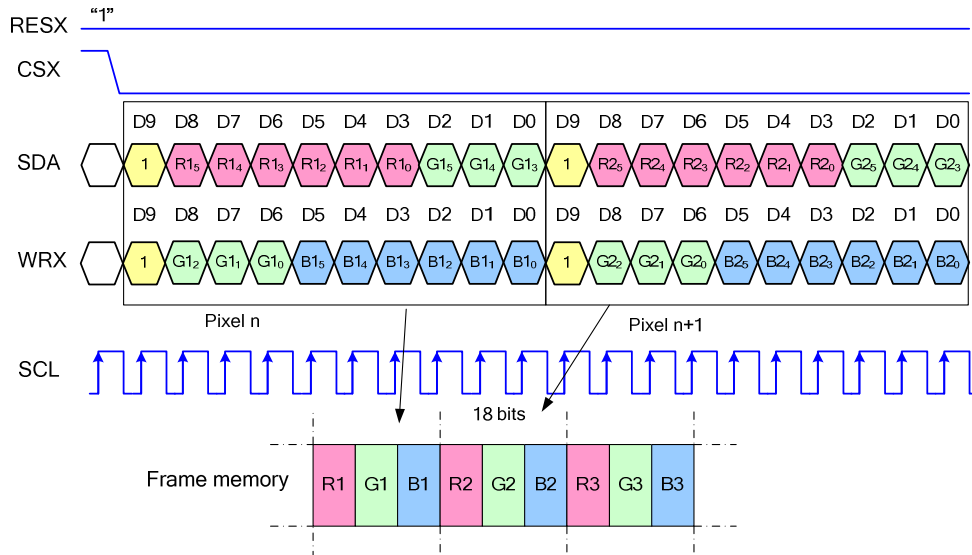 RESX “1”
CSX
D9 D8 D7 D6 D5 D4 D3 D2 D1 D0 D9 D8 D7 D6 D5 D4 D3 D2 D1 D0
SDA 1 R1₅ R1₄ R1₃ R1₂ R1₁ R1₀ G1₅ G1₄ G1₃ 1 R2₅ R2₄ R2₃ R2₂ R2₁ R2₀ G2₅ G2₄ G2₃
D9 D8 D7 D6 D5 D4 D3 D2 D1 D0 D9 D8 D7 D6 D5 D4 D3 D2 D1 D0
WRX 1 G1₂ G1₁ G1₀ B1₅ B1₄ B1₃ B1₂ B1₁ B1₀ 1 G2₂ G2₁ G2₀ B2₅ B2₄ B2₃ B2₂ B2₁ B2₀
Pixel n Pixel n+1
SCL
18 bits
Frame memory R1 G1 B1 R2 G2 B2 R3 G3 B3